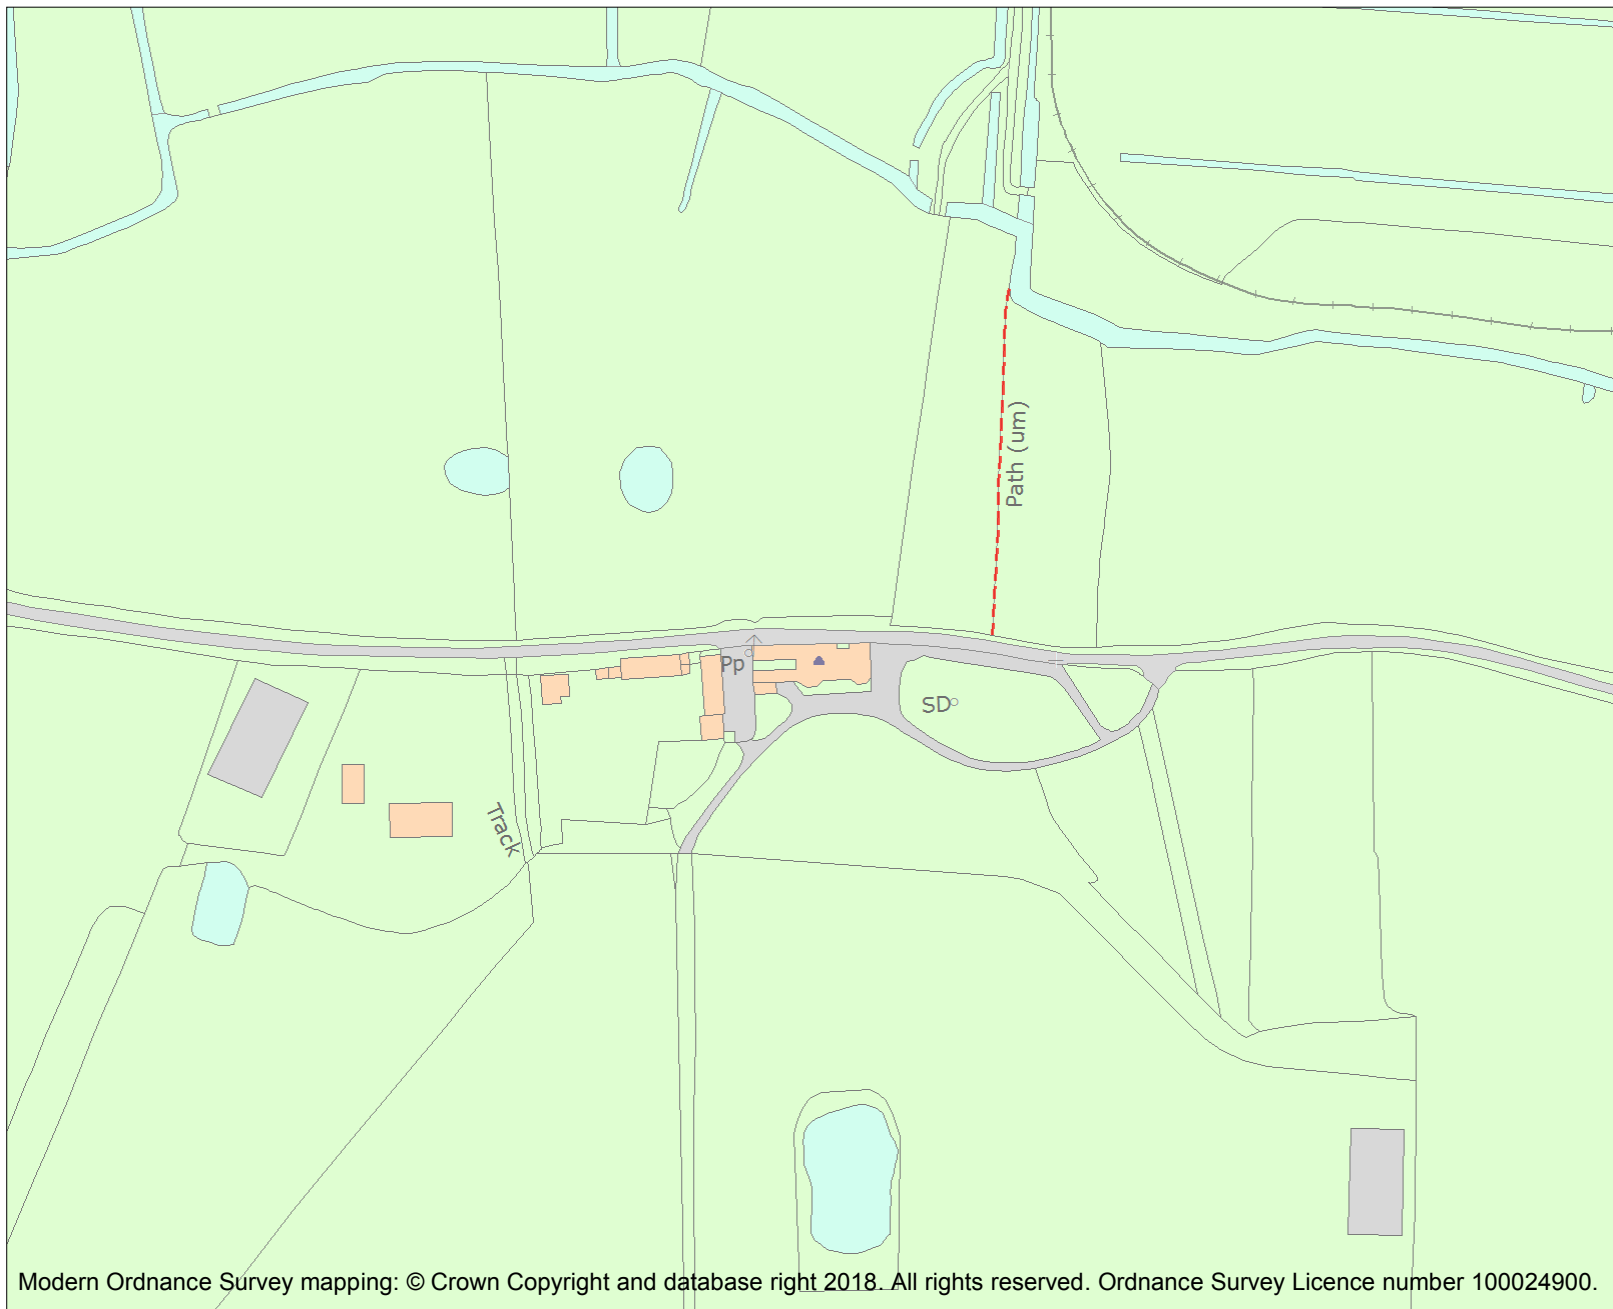 Path (um)
Pp
SD
Track
Modern Ordnance Survey mapping: © Crown Copyright and database right 2018. All rights reserved. Ordnance Survey Licence number 100024900.